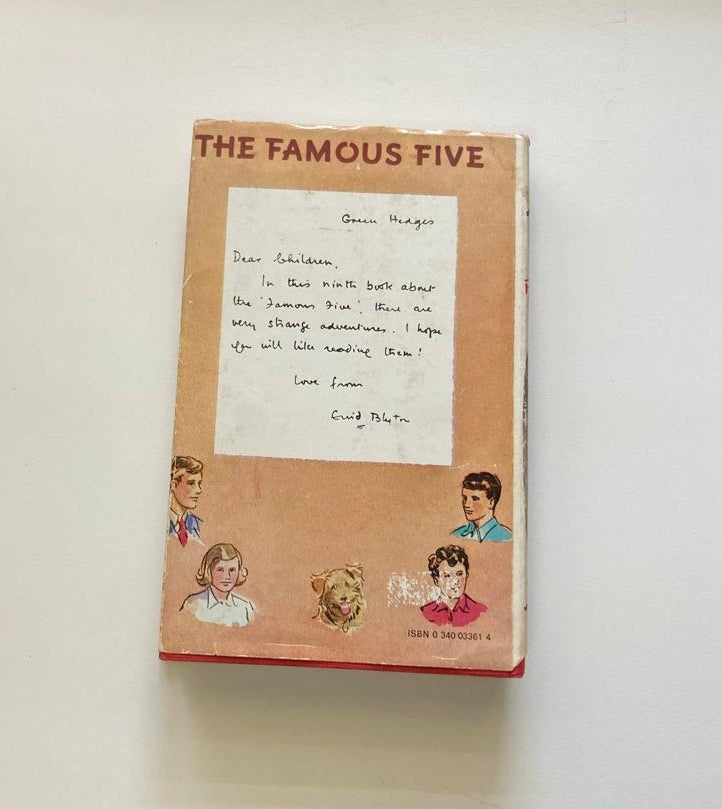 THE FAMOUS FIVE
Green Hedges
Dear Children,
In this ninth book about
the 'Famous Five', there are
very strange adventures. I hope
you will like reading them!
Love from
Enid Blyton
ISBN 0 340 03361 4